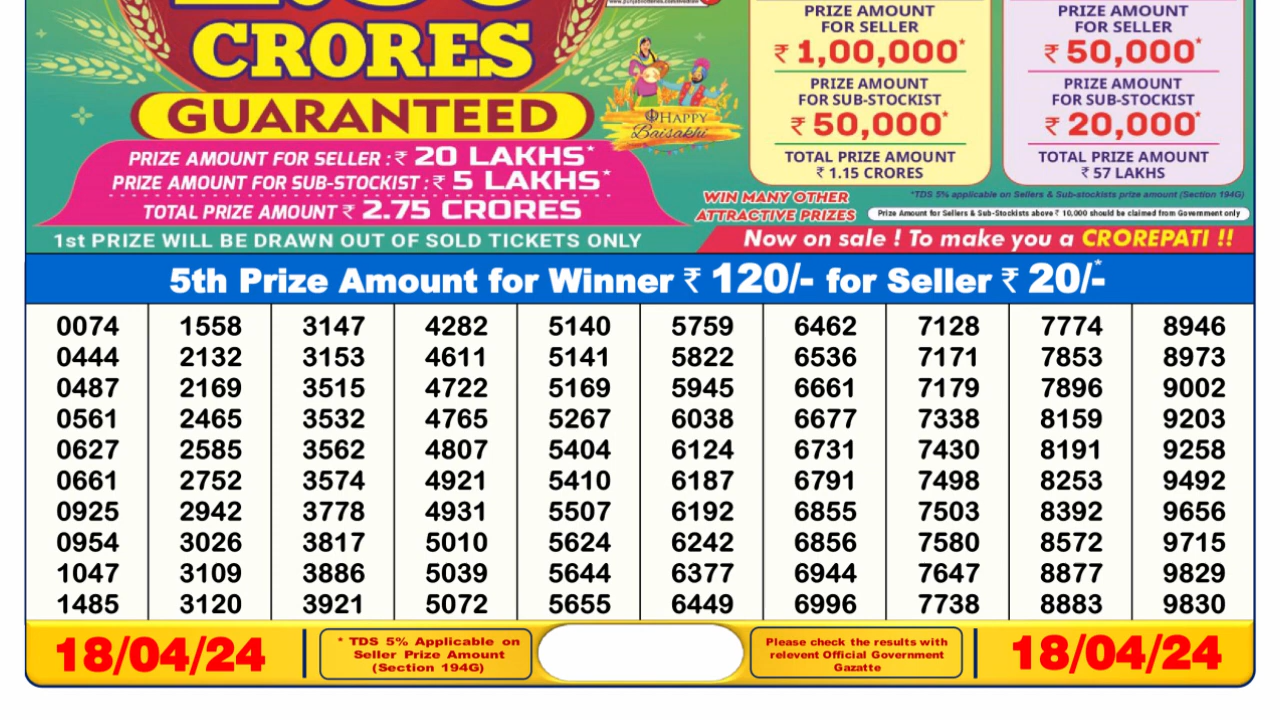 CRORES
GUARANTEED
PRIZE AMOUNT FOR SELLER : ₹ 20 LAKHS*
PRIZE AMOUNT FOR SUB-STOCKIST : ₹ 5 LAKHS*
TOTAL PRIZE AMOUNT ₹ 2.75 CRORES
1st PRIZE WILL BE DRAWN OUT OF SOLD TICKETS ONLY
HAPPY
Baisakhi
PRIZE AMOUNT
FOR SELLER
₹ 1,00,000*
PRIZE AMOUNT
FOR SUB-STOCKIST
₹ 50,000*
TOTAL PRIZE AMOUNT
₹ 1.15 CRORES
PRIZE AMOUNT
FOR SELLER
₹ 50,000*
PRIZE AMOUNT
FOR SUB-STOCKIST
₹ 20,000*
TOTAL PRIZE AMOUNT
₹ 57 LAKHS
WIN MANY OTHER
ATTRACTIVE PRIZES
*TDS 5% applicable on Sellers & Sub-stockists prize amount (Section 194G)
Prize Amount for Sellers & Sub-Stockists above ₹ 10,000 should be claimed from Government only
Now on sale ! To make you a CROREPATI !!
5th Prize Amount for Winner ₹ 120/- for Seller ₹ 20/-*
0074 1558 3147 4282 5140 5759 6462 7128 7774 8946
0444 2132 3153 4611 5141 5822 6536 7171 7853 8973
0487 2169 3515 4722 5169 5945 6661 7179 7896 9002
0561 2465 3532 4765 5267 6038 6677 7338 8159 9203
0627 2585 3562 4807 5404 6124 6731 7430 8191 9258
0661 2752 3574 4921 5410 6187 6791 7498 8253 9492
0925 2942 3778 4931 5507 6192 6855 7503 8392 9656
0954 3026 3817 5010 5624 6242 6856 7580 8572 9715
1047 3109 3886 5039 5644 6377 6944 7647 8877 9829
1485 3120 3921 5072 5655 6449 6996 7738 8883 9830
18/04/24
* TDS 5% Applicable on
Seller Prize Amount
(Section 194G)
Please check the results with
relevent Official Government
Gazatte
18/04/24